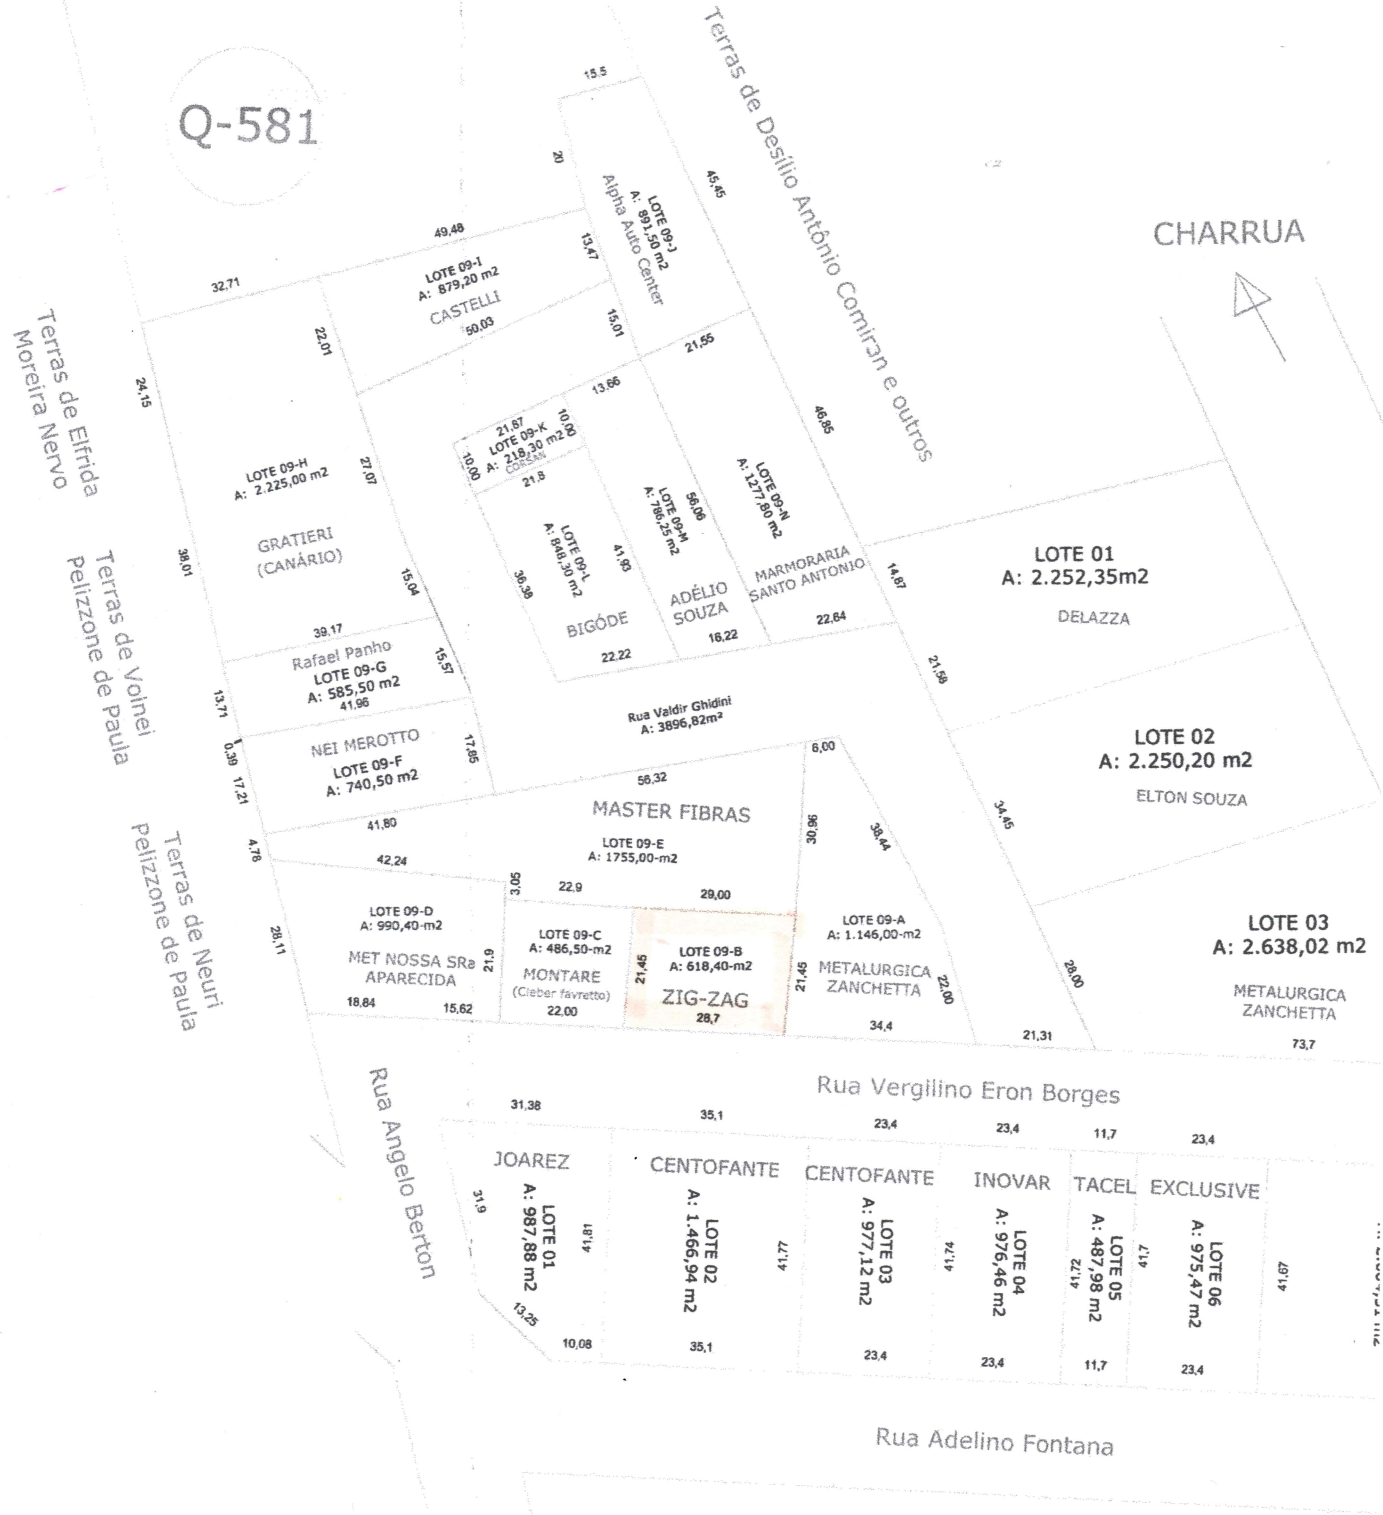 Q-581
CHARRUA
Terras de Desílio Antônio Comiran e outros
Terras de Elfrida
Moreira Nervo
Terras de Volnei
Pelizzone de Paula
Terras de Neuri
Pelizzone de Paula
15.5
20
45,45
LOTE 09-J
A: 891,50 m2
Alpha Auto Center
13,47
15,01
21,55
49,48
LOTE 09-I
A: 879,20 m2
CASTELLI
50,03
32,71
22,01
24,15
LOTE 09-H
A: 2.225,00 m2
GRATIERI
(CANÁRIO)
27,07
38,01
15,04
39,17
13,66
21,87
10,00
LOTE 09-K
A: 218,30 m2
CORSAN
10,00
21.8
LOTE 09-L
A: 848,30 m2
36,38
41,93
BIGÓDE
22,22
LOTE 09-M
A: 786,25 m2
56,06
ADÉLIO
SOUZA
16,22
46,85
LOTE 09-N
A: 1277,80 m2
MARMORARIA
SANTO ANTONIO
22,64
14,87
LOTE 01
A: 2.252,35m2
DELAZZA
21,58
Rafael Panho
LOTE 09-G
A: 585,50 m2
41,96
15,57
13,71
0,39
17,21
NEI MEROTTO
LOTE 09-F
A: 740,50 m2
17,85
41,80
Rua Valdir Ghidini
A: 3896,82m²
LOTE 02
A: 2.250,20 m2
ELTON SOUZA
34,45
6,00
56,32
MASTER FIBRAS
LOTE 09-E
A: 1755,00-m2
30,96
38,44
4,78
42,24
3,05
22,9
29,00
LOTE 09-D
A: 990,40-m2
MET NOSSA SRa
APARECIDA
28,11
21,9
18,84
15,62
LOTE 09-C
A: 486,50-m2
MONTARE
(Cleber favretto)
22,00
21,45
LOTE 09-B
A: 618,40-m2
ZIG-ZAG
28,7
21,45
LOTE 09-A
A: 1.146,00-m2
METALURGICA
ZANCHETTA
22,00
34,4
28,00
21,31
LOTE 03
A: 2.638,02 m2
METALURGICA
ZANCHETTA
73,7
Rua Vergilino Eron Borges
Rua Angelo Berton
31,38
35,1
23,4
23,4
11,7
23,4
JOAREZ
LOTE 01
A: 987,88 m2
31,9
41,81
13,25
10,08
CENTOFANTE
LOTE 02
A: 1.466,94 m2
41,77
35,1
CENTOFANTE
LOTE 03
A: 977,12 m2
41,74
23,4
INOVAR
LOTE 04
A: 976,46 m2
41,72
23,4
TACEL
LOTE 05
A: 487,98 m2
41,7
11,7
EXCLUSIVE
LOTE 06
A: 975,47 m2
41,67
23,4
Rua Adelino Fontana